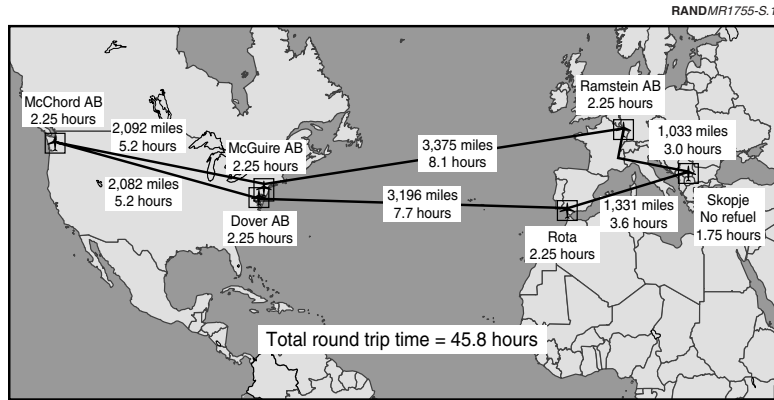 RANDMR1755-S.1
McChord AB
2.25 hours
2,092 miles
5.2 hours
McGuire AB
2.25 hours
2,082 miles
5.2 hours
Dover AB
2.25 hours
3,375 miles
8.1 hours
3,196 miles
7.7 hours
Ramstein AB
2.25 hours
1,033 miles
3.0 hours
1,331 miles
3.6 hours
Rota
2.25 hours
Skopje
No refuel
1.75 hours
Total round trip time = 45.8 hours